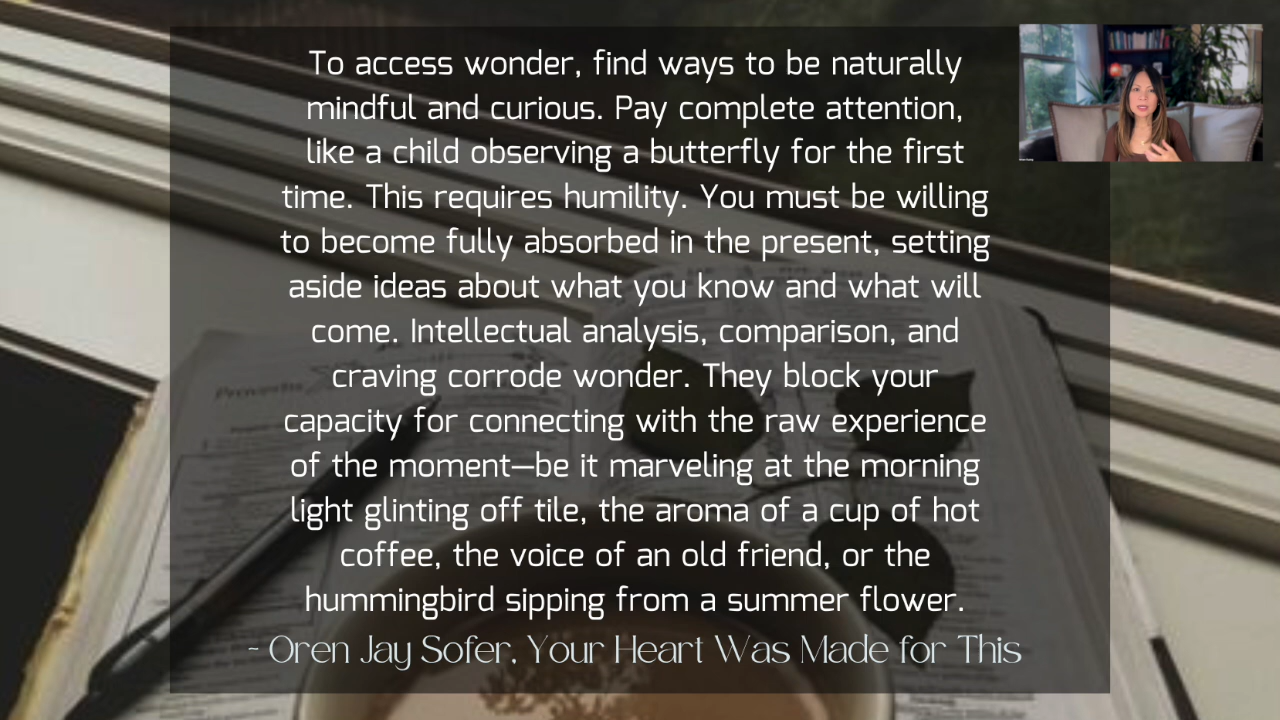 To access wonder, find ways to be naturally
mindful and curious. Pay complete attention,
like a child observing a butterfly for the first
time. This requires humility. You must be willing
to become fully absorbed in the present, setting
aside ideas about what you know and what will
come. Intellectual analysis, comparison, and
craving corrode wonder. They block your
capacity for connecting with the raw experience
of the moment—be it marveling at the morning
light glinting off tile, the aroma of a cup of hot
coffee, the voice of an old friend, or the
hummingbird sipping from a summer flower.
- Oren Jay Sofer, Your Heart Was Made for This
Proverbs